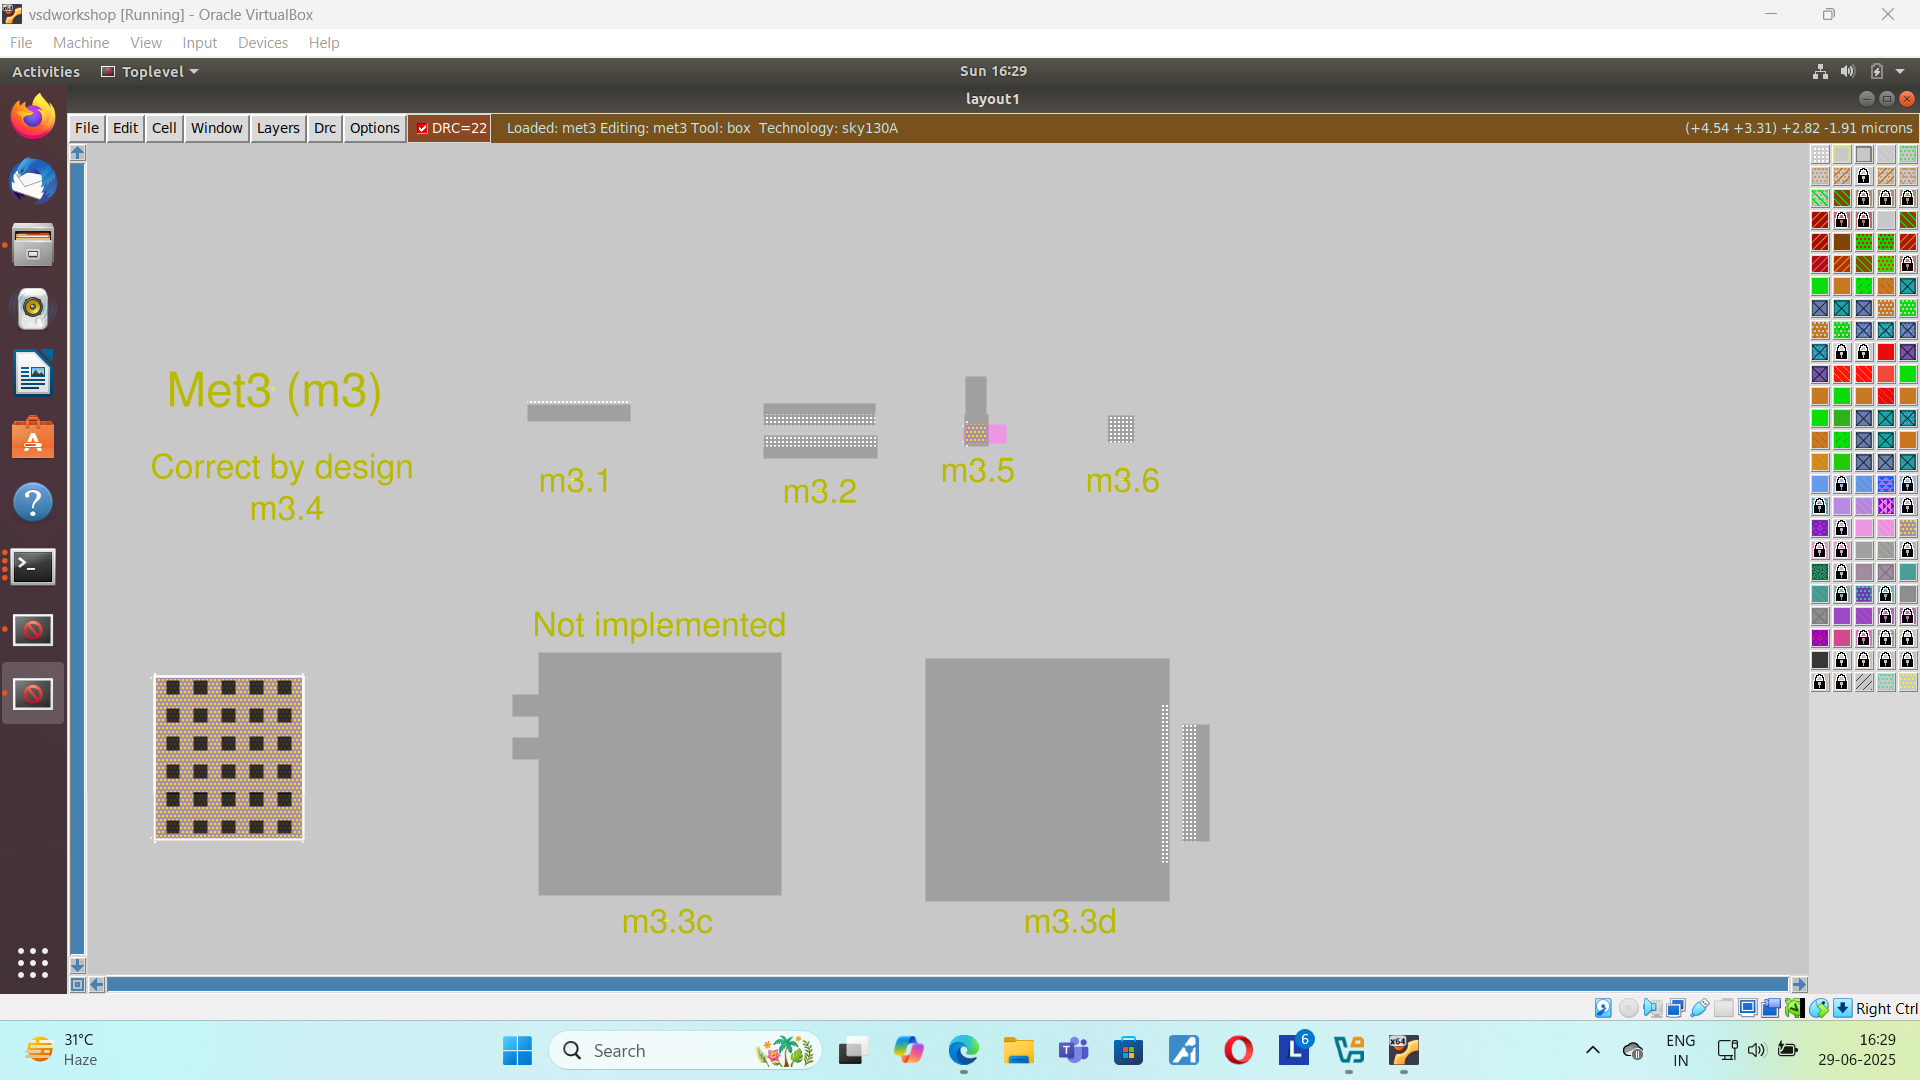 vsdworkshop [Running] - Oracle VirtualBox
File Machine View Input Devices Help
Activities Toplevel Sun 16:29
layout1
File Edit Cell Window Layers Drc Options DRC=22 Loaded: met3 Editing: met3 Tool: box Technology: sky130A (+4.54 +3.31) +2.82 -1.91 microns
Met3 (m3)
Correct by design
m3.4
m3.1
m3.2
m3.5
m3.6
Not implemented
m3.3c
m3.3d
Right Ctrl
31°C
Haze
Search
6
ENG
IN
16:29
29-06-2025